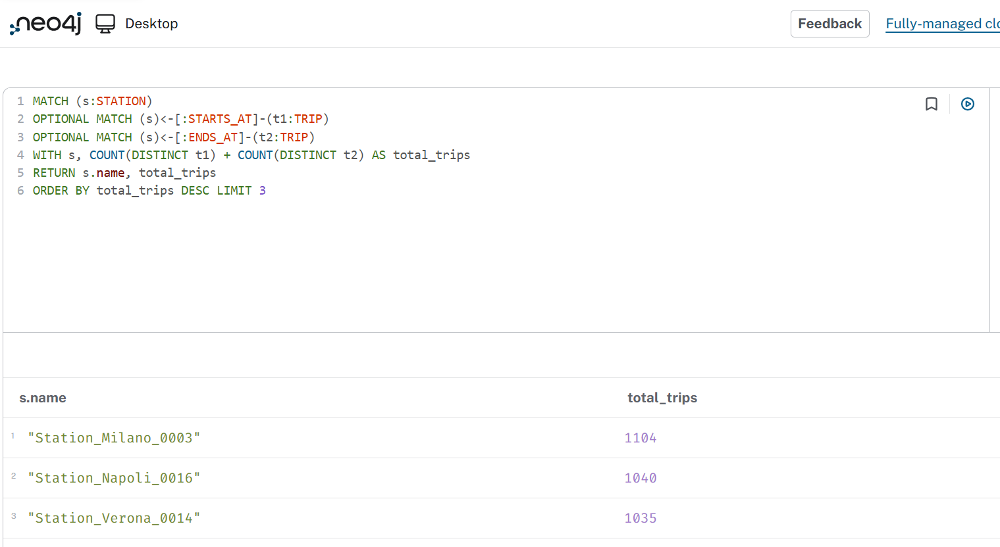 neo4j Desktop Feedback Fully-managed clo
1 MATCH (s:STATION)
2 OPTIONAL MATCH (s)<-[:STARTS_AT]-(t1:TRIP)
3 OPTIONAL MATCH (s)<-[:ENDS_AT]-(t2:TRIP)
4 WITH s, COUNT(DISTINCT t1) + COUNT(DISTINCT t2) AS total_trips
5 RETURN s.name, total_trips
6 ORDER BY total_trips DESC LIMIT 3
s.name total_trips
1 "Station_Milano_0003" 1104
2 "Station_Napoli_0016" 1040
3 "Station_Verona_0014" 1035